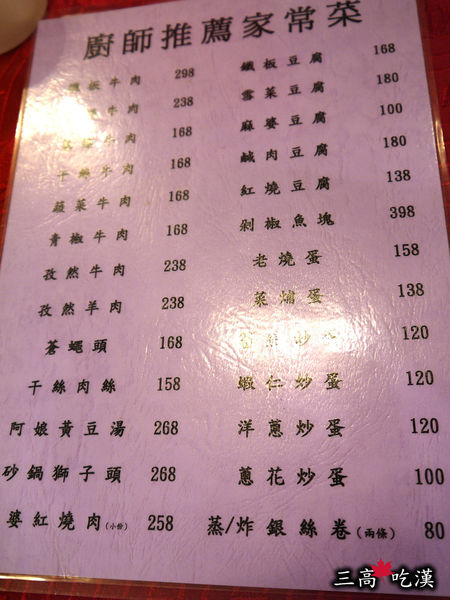 廚師推薦家常菜
鐵板牛肉 298
牛肉 238
牛肉 168
干絲牛肉 168
蔬菜牛肉 168
青椒牛肉 168
孜然牛肉 238
孜然羊肉 238
蒼蠅頭 168
干絲肉絲 158
阿娘黃豆湯 268
砂鍋獅子頭 268
婆紅燒肉(小份) 258
鐵板豆腐 168
雪菜豆腐 180
麻婆豆腐 100
鹹肉豆腐 180
紅燒豆腐 138
剁椒魚塊 398
老燒蛋 158
菜烳蛋 138
120
蝦仁炒蛋 120
洋蔥炒蛋 120
蔥花炒蛋 100
蒸/炸銀絲卷(兩條) 80
三高吃漢